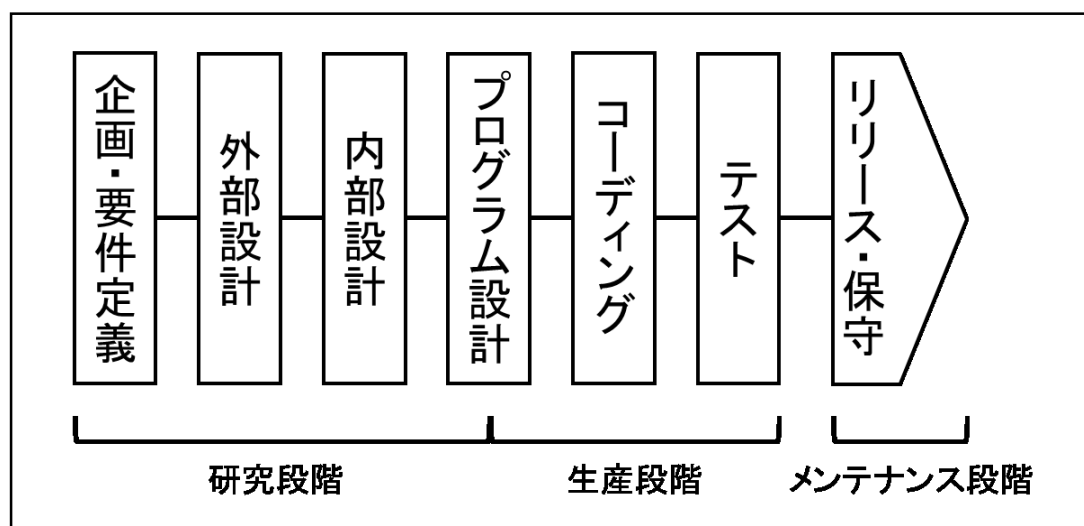 企画・要件定義
外部設計
内部設計
プログラム設計
コーディング
テスト
リリース・保守
研究段階
生産段階
メンテナンス段階